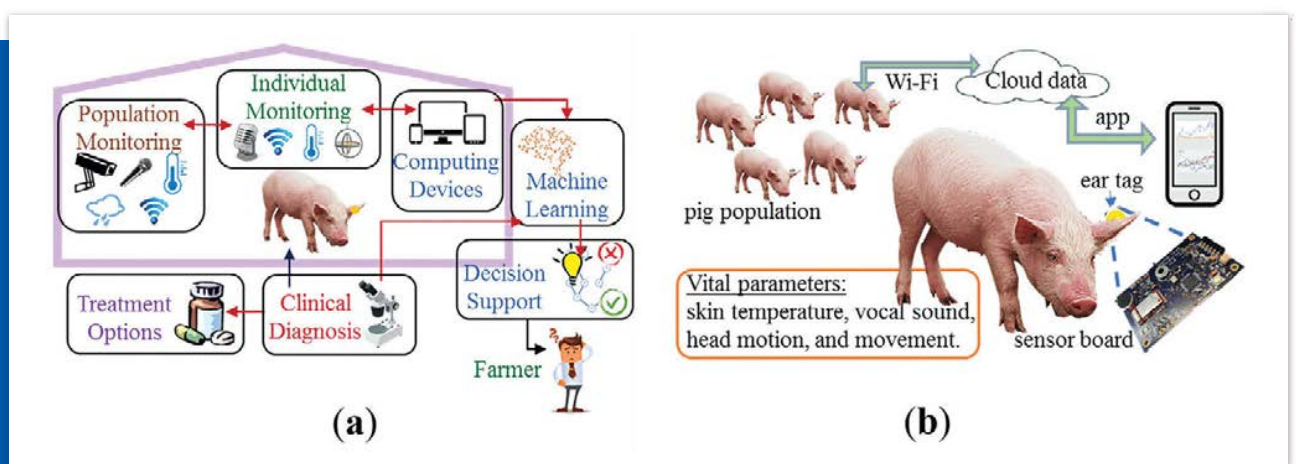 Population
Monitoring
Individual
Monitoring
Computing
Devices
Machine
Learning
Treatment
Options
Clinical
Diagnosis
Decision
Support
Farmer
(a)
Wi-Fi
Cloud data
app
pig population
ear tag
Vital parameters:
skin temperature, vocal sound,
head motion, and movement.
sensor board
(b)